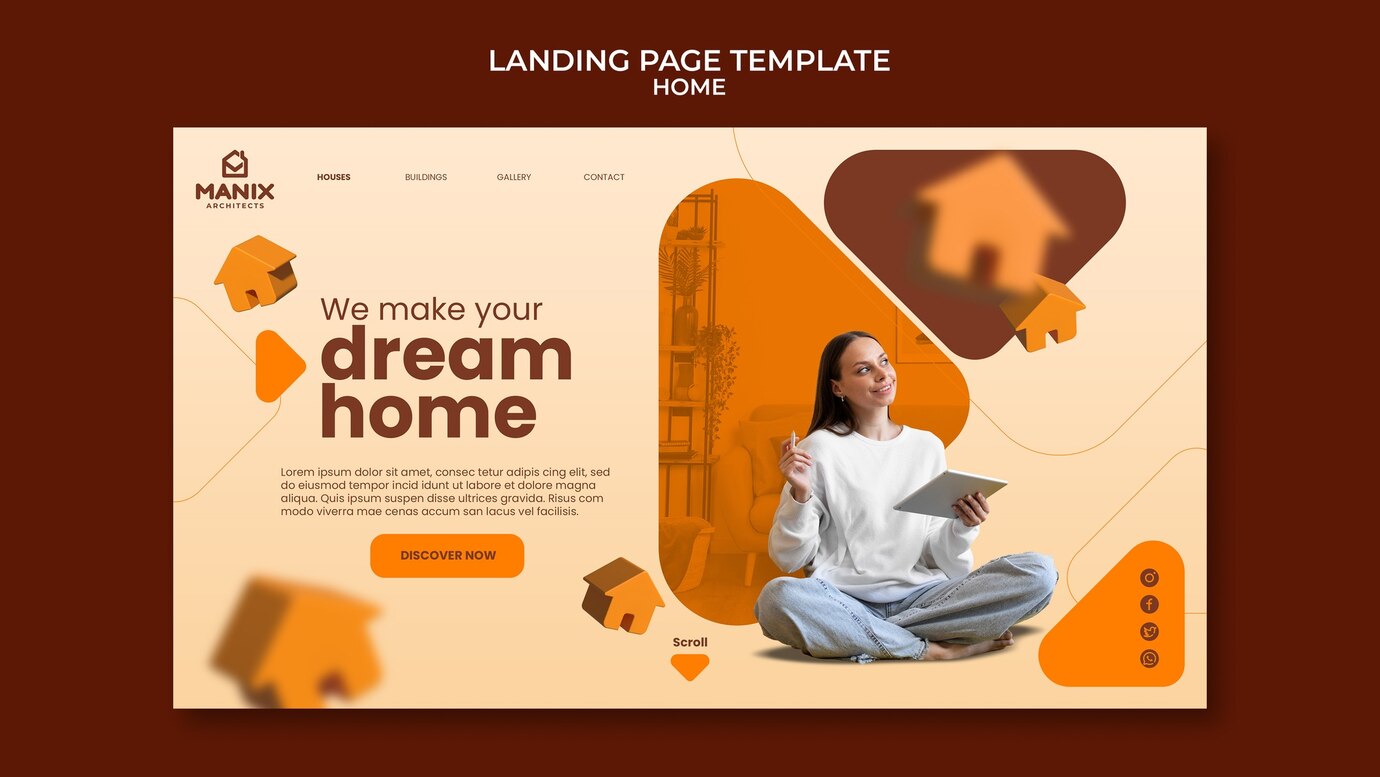 LANDING PAGE TEMPLATE
HOME
MANIX
ARCHITECTS
HOUSES
BUILDINGS
GALLERY
CONTACT
We make your
dream
home
Lorem ipsum dolor sit amet, consec tetur adipis cing elit, sed
do eiusmod tempor incid idunt ut labore et dolore magna
aliqua. Quis ipsum suspen disse ultrices gravida. Risus com
modo viverra mae cenas accum san lacus vel facilisis.
DISCOVER NOW
Scroll